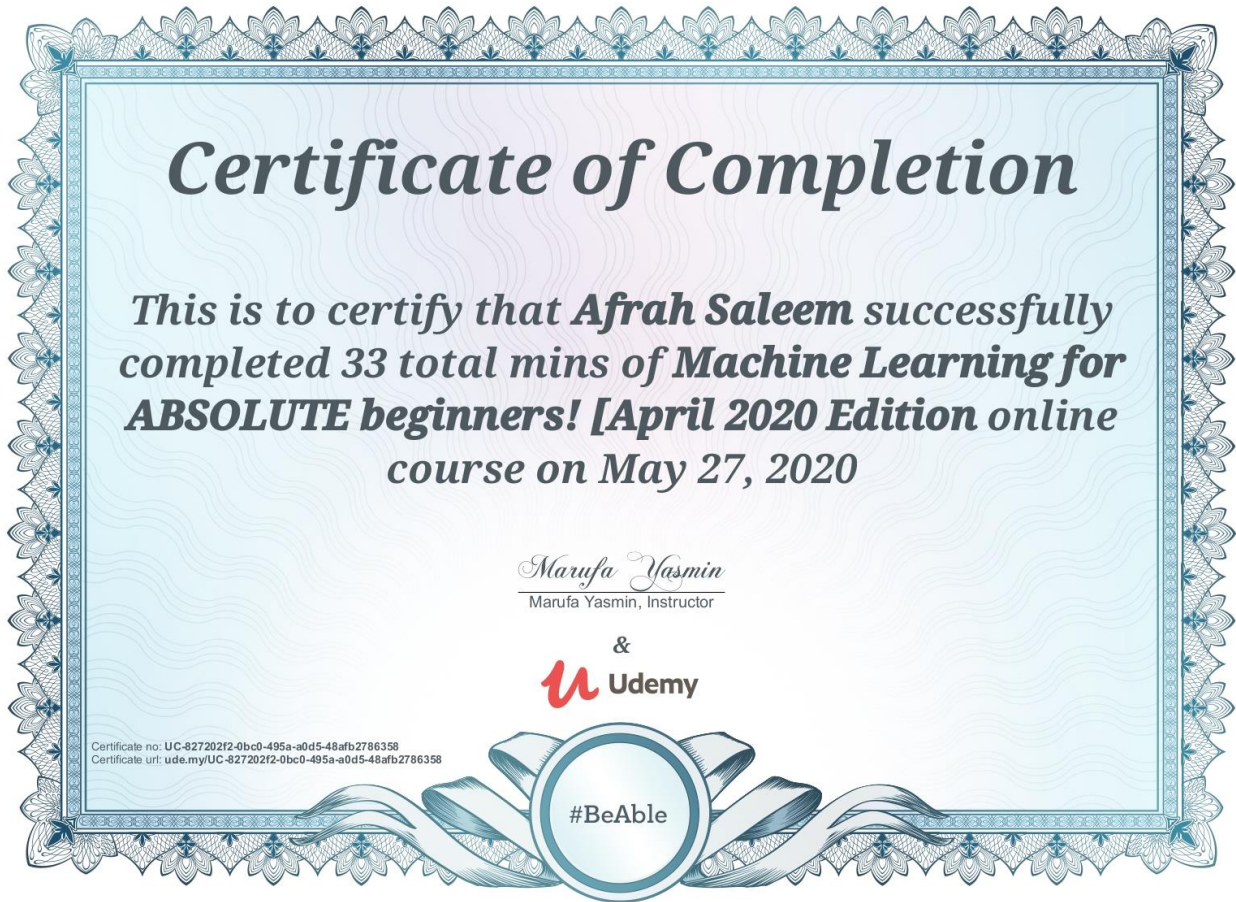 Certificate of Completion
This is to certify that Afrah Saleem successfully
completed 33 total mins of Machine Learning for
ABSOLUTE beginners! [April 2020 Edition online
course on May 27, 2020
Marufa Yasmin
Marufa Yasmin, Instructor
&
Udemy
Certificate no: UC-827202f2-0bc0-495a-a0d5-48afb2786358
Certificate url: ude.my/UC-827202f2-0bc0-495a-a0d5-48afb2786358
#BeAble